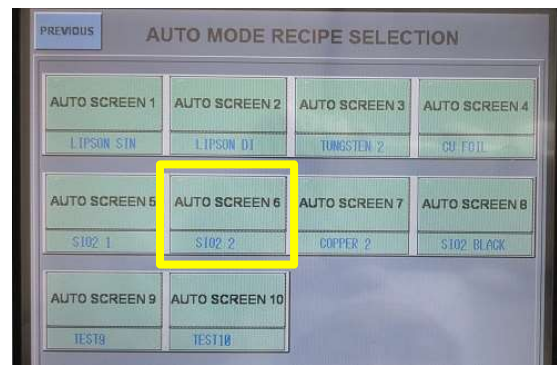 PREVIOUS
AUTO MODE RECIPE SELECTION
AUTO SCREEN 1
AUTO SCREEN 2
AUTO SCREEN 3
AUTO SCREEN 4
LIPSON SIN
LIPSON DI
TUNGSTEN 2
CU FOIL
AUTO SCREEN 5
AUTO SCREEN 6
AUTO SCREEN 7
AUTO SCREEN 8
SIO2 1
SIO2 2
COPPER 2
SIO2 BLACK
AUTO SCREEN 9
AUTO SCREEN 10
TEST9
TEST10